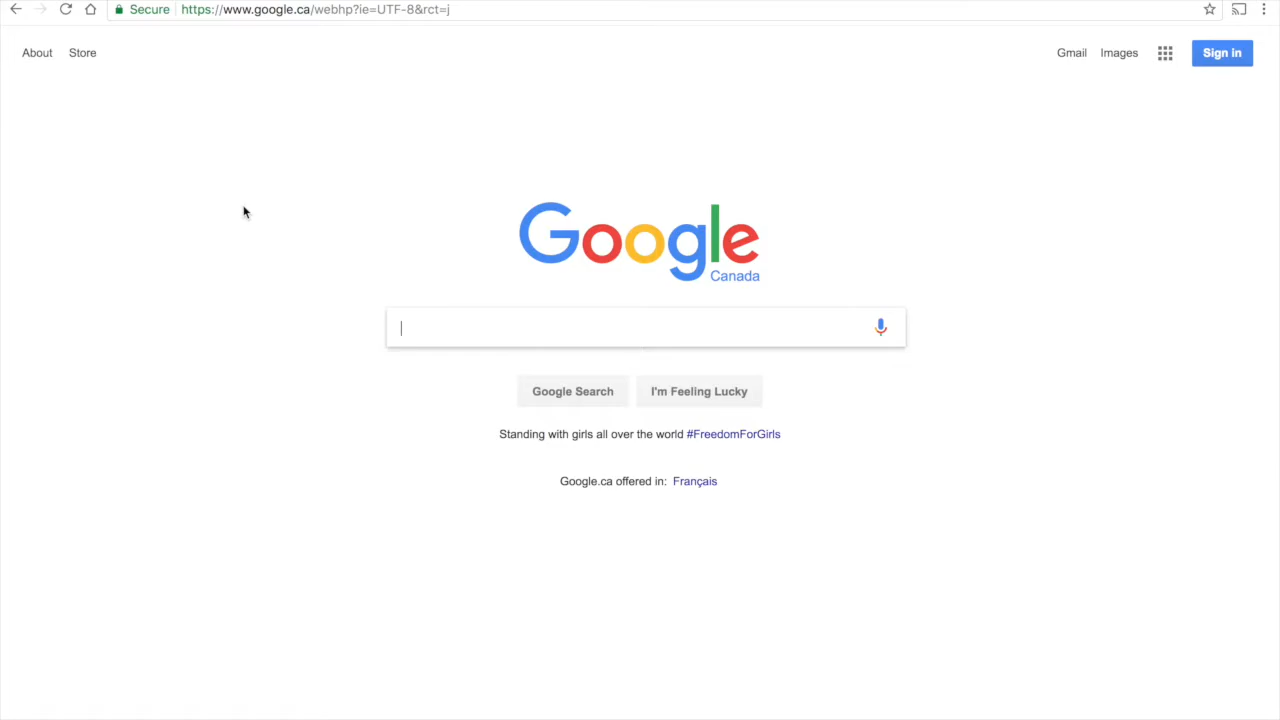 Secure https://www.google.ca/webhp?ie=UTF-8&rct=j
About Store Gmail Images Sign in
Google
Canada
Google Search I'm Feeling Lucky
Standing with girls all over the world #FreedomForGirls
Google.ca offered in: Français